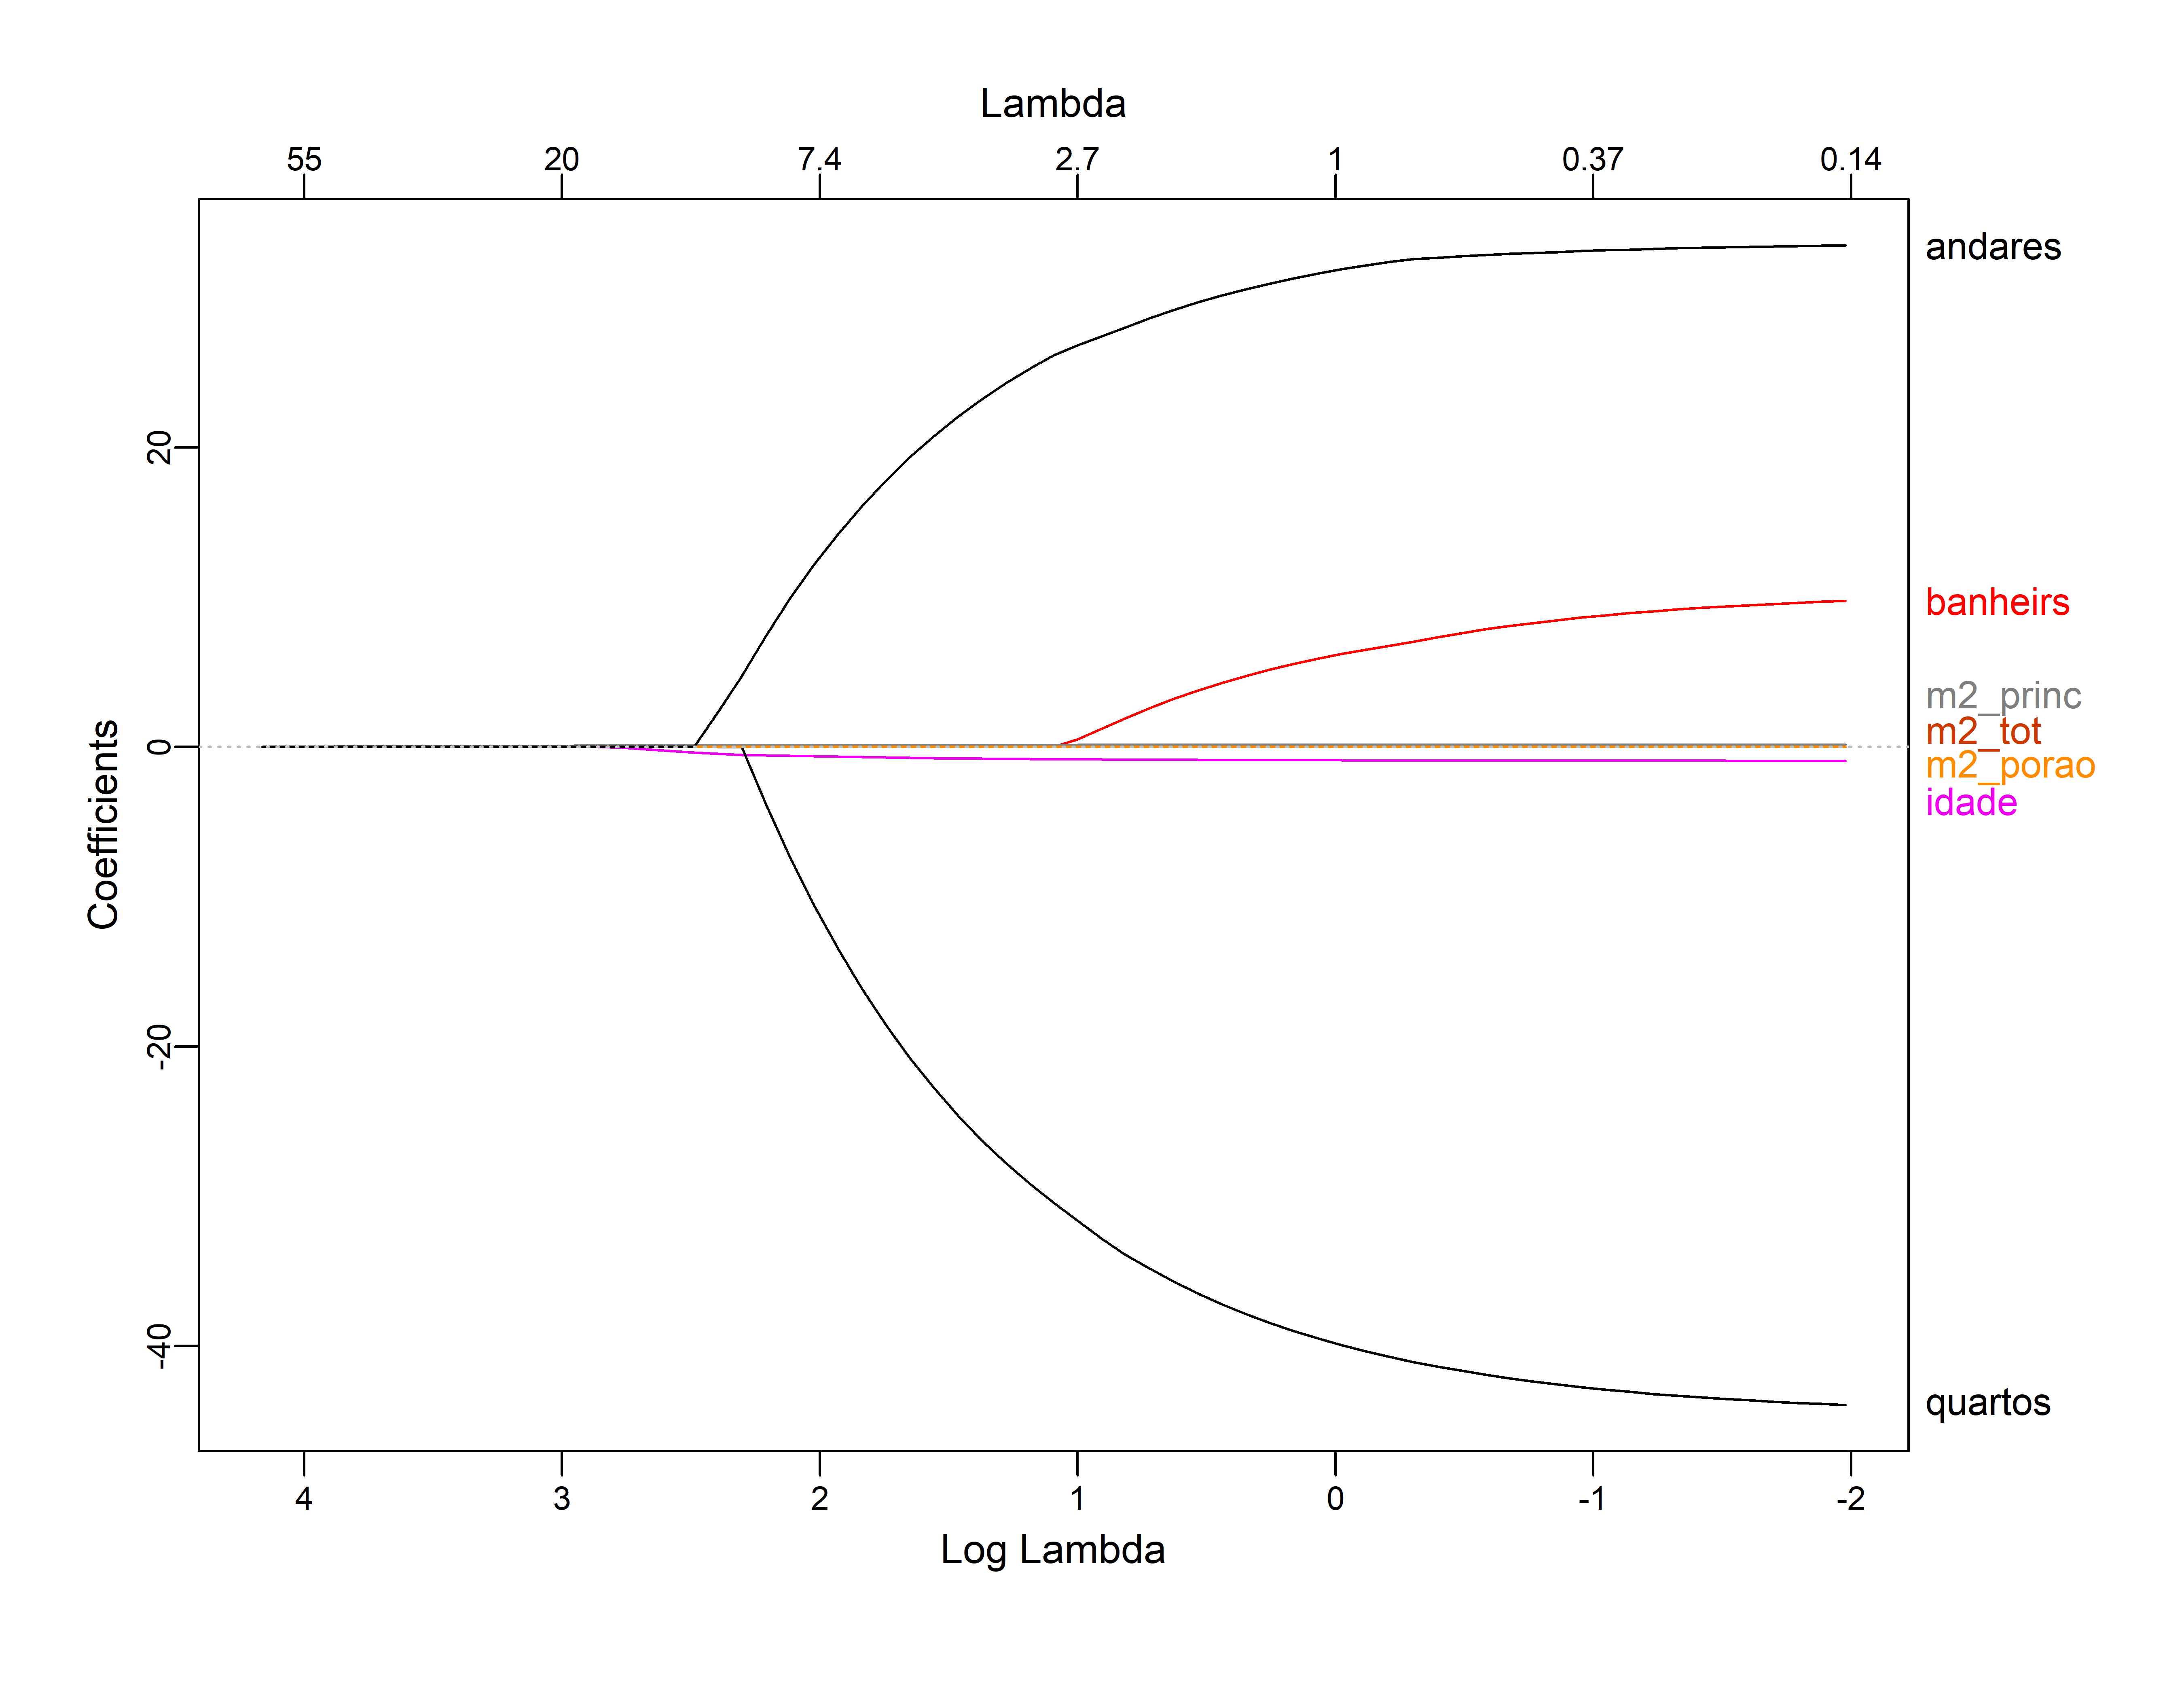 Lambda
55 20 7.4 2.7 1 0.37 0.14
andares
20
banheirs
m2_princ
m2_tot
0
m2_porao
idade
Coefficients
-20
-40
quartos
4 3 2 1 0 -1 -2
Log Lambda